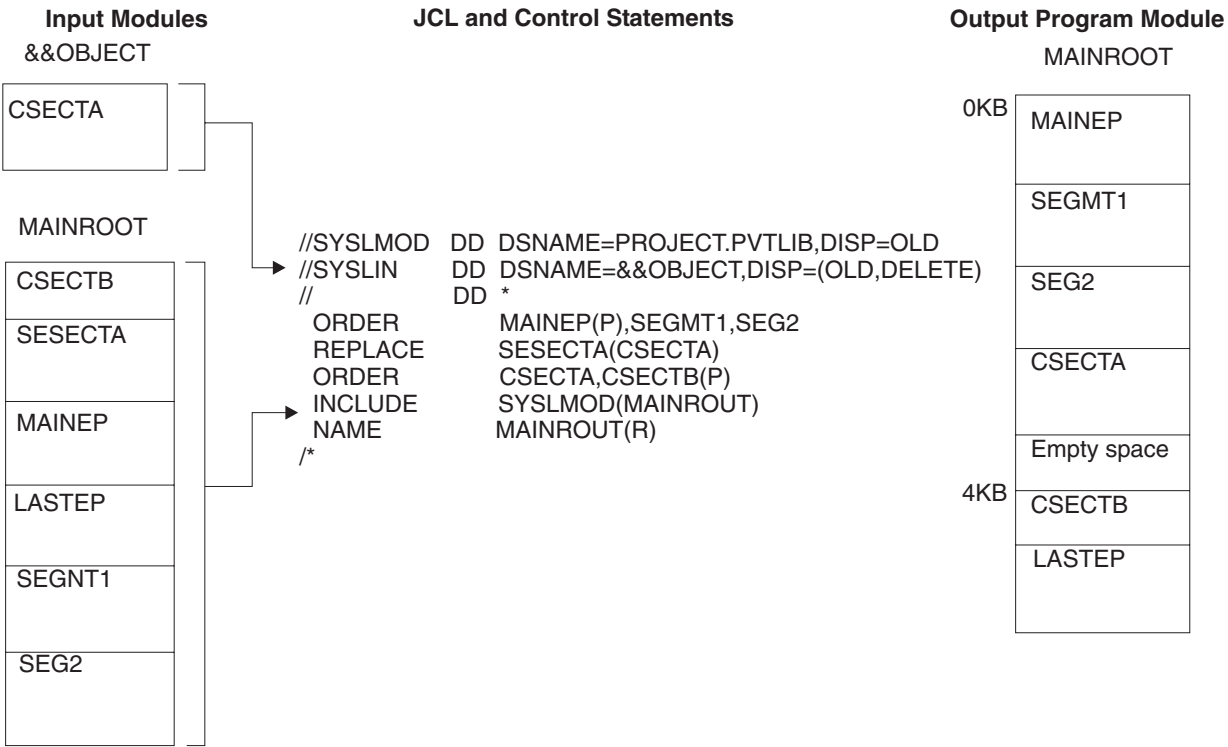 Input Modules
JCL and Control Statements
Output Program Module
&&OBJECT
MAINROOT
CSECTA
0KB
MAINEP
SEGMT1
MAINROOT
//SYSLMOD DD DSNAME=PROJECT.PVTLIB,DISP=OLD
//SYSLIN DD DSNAME=&&OBJECT,DISP=(OLD,DELETE)
// DD *
ORDER MAINEP(P),SEGMT1,SEG2
REPLACE SESECTA(CSECTA)
ORDER CSECTA,CSECTB(P)
INCLUDE SYSLMOD(MAINROUT)
NAME MAINROUT(R)
/*
CSECTB
SESECTA
MAINEP
LASTEP
SEGNT1
SEG2
SEG2
CSECTA
Empty space
4KB
CSECTB
LASTEP